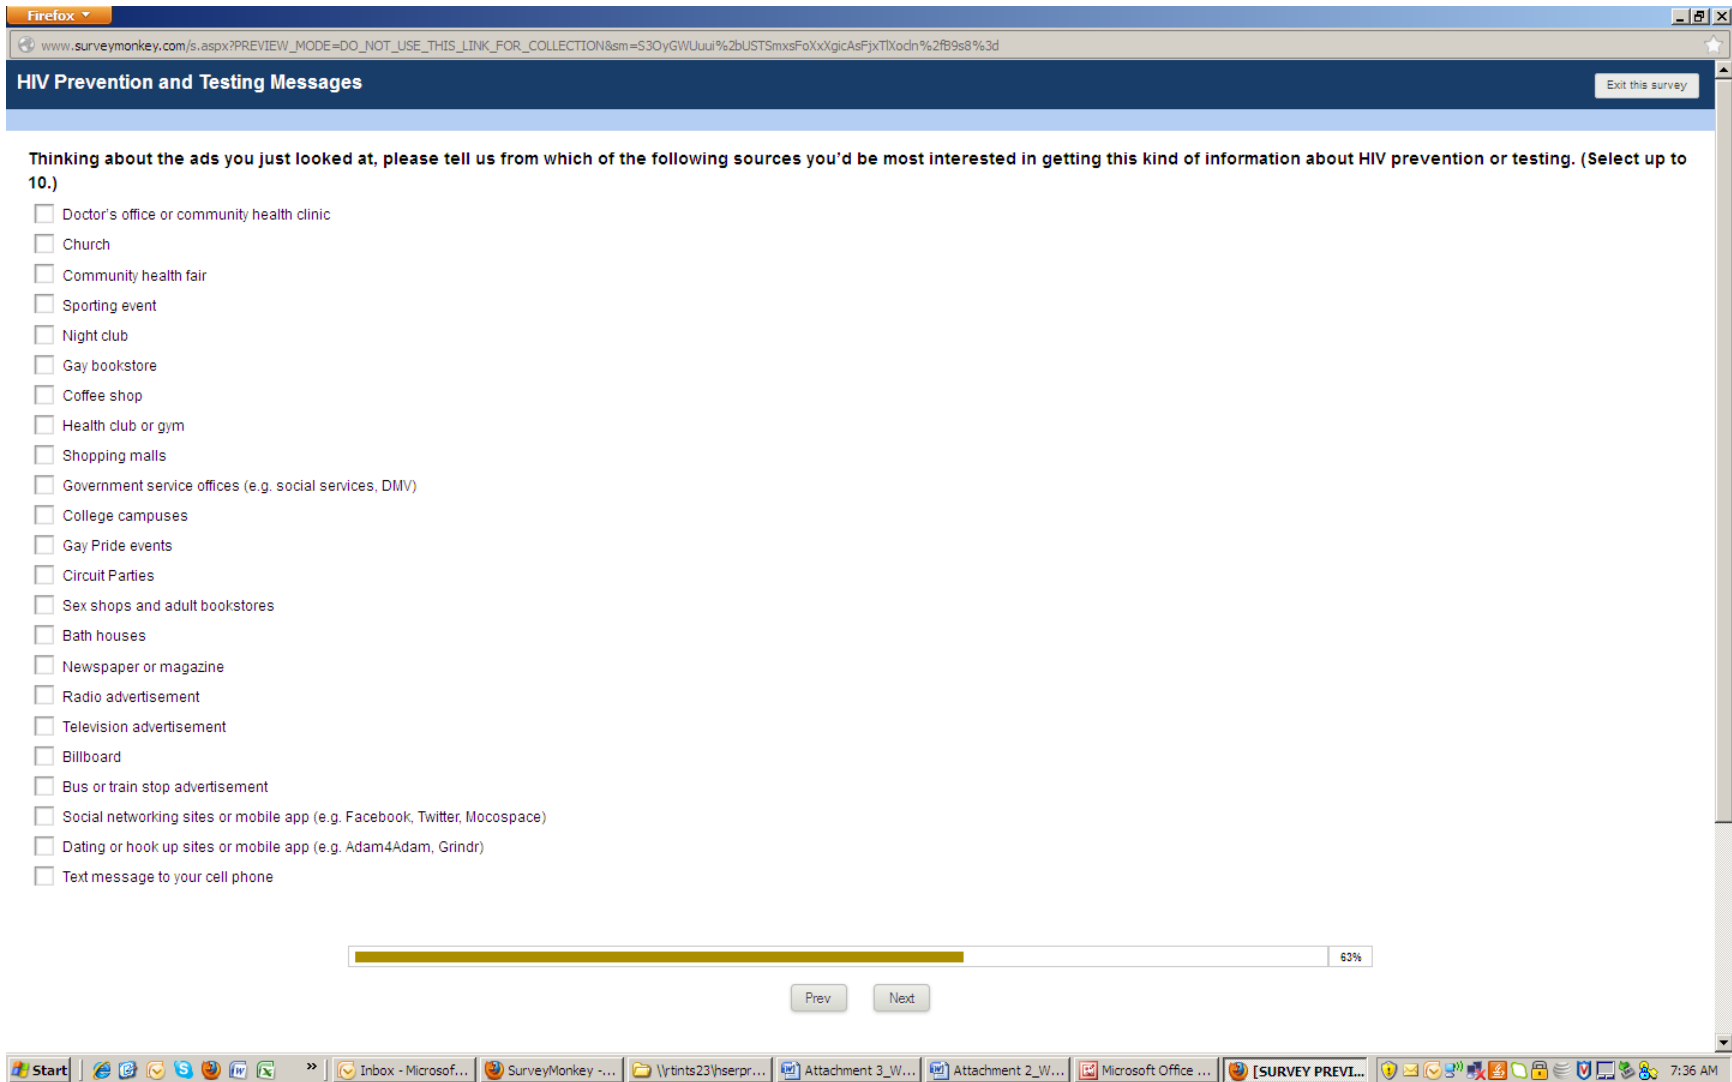 Firefox
www.surveymonkey.com/s.aspx?PREVIEW_MODE=DO_NOT_USE_THIS_LINK_FOR_COLLECTION&sm=S3OyGWUuui%2bUSTSmxsFoXxXgicAsFjxTlXocln%2fB9s8%3d
HIV Prevention and Testing Messages
Exit this survey
Thinking about the ads you just looked at, please tell us from which of the following sources you'd be most interested in getting this kind of information about HIV prevention or testing. (Select up to
10.)
Doctor's office or community health clinic
Church
Community health fair
Sporting event
Night club
Gay bookstore
Coffee shop
Health club or gym
Shopping malls
Government service offices (e.g. social services, DMV)
College campuses
Gay Pride events
Circuit Parties
Sex shops and adult bookstores
Bath houses
Newspaper or magazine
Radio advertisement
Television advertisement
Billboard
Bus or train stop advertisement
Social networking sites or mobile app (e.g. Facebook, Twitter, Mocospace)
Dating or hook up sites or mobile app (e.g. Adam4Adam, Grindr)
Text message to your cell phone
63%
Prev Next
Start » Inbox - Microsof... SurveyMonkey -... \\rtints23\hserpr... Attachment 3_W... Attachment 2_W... Microsoft Office ... [SURVEY PREVI... 7:36 AM